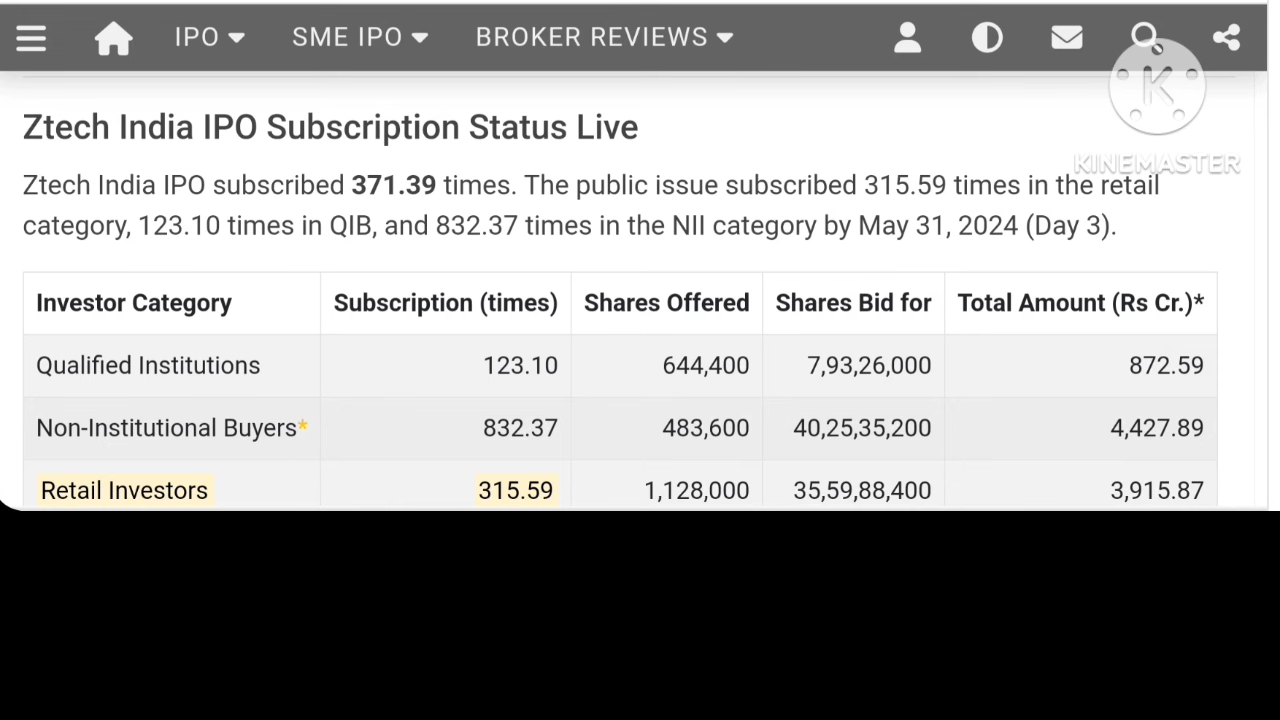 IPO SME IPO BROKER REVIEWS
K
KINEMASTER
Ztech India IPO Subscription Status Live
Ztech India IPO subscribed 371.39 times. The public issue subscribed 315.59 times in the retail
category, 123.10 times in QIB, and 832.37 times in the NII category by May 31, 2024 (Day 3).
Investor Category Subscription (times) Shares Offered Shares Bid for Total Amount (Rs Cr.)*
Qualified Institutions 123.10 644,400 7,93,26,000 872.59
Non-Institutional Buyers* 832.37 483,600 40,25,35,200 4,427.89
Retail Investors 315.59 1,128,000 35,59,88,400 3,915.87